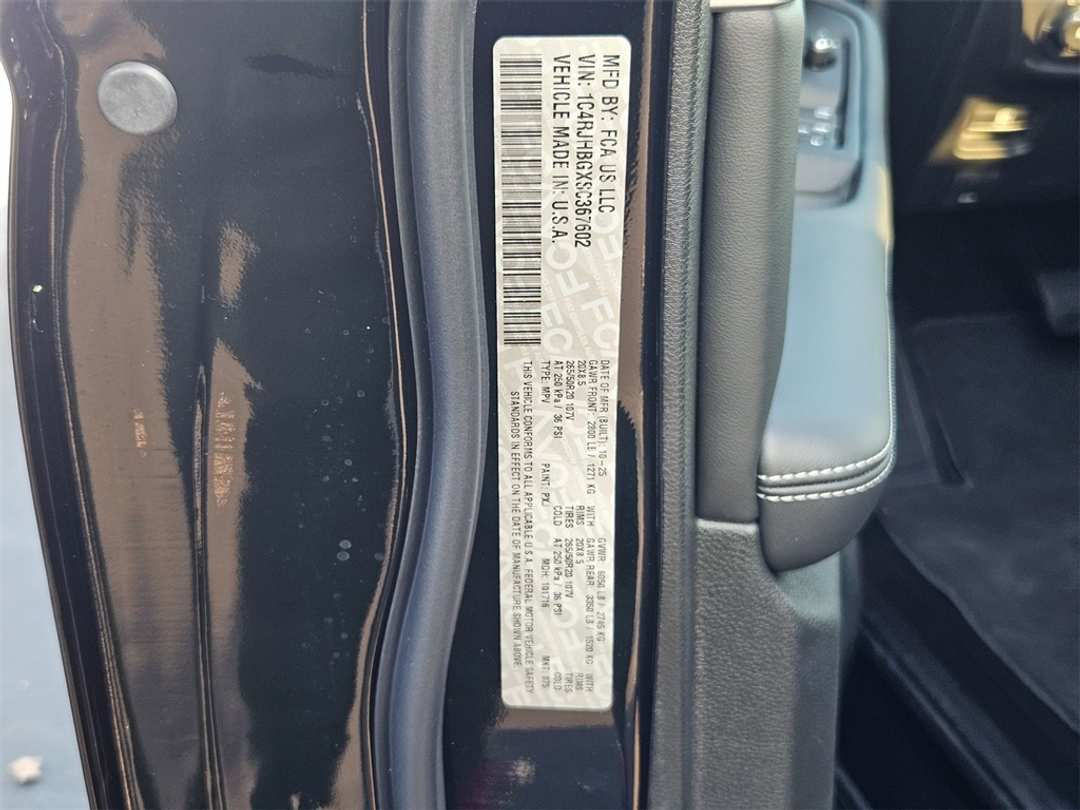 MFD BY: FCA US LLC
VIN: 1C4RJHBGXSC367602
VEHICLE MADE IN: U.S.A.
DATE OF MFR (BUILT): 10-25 GVWR 6050 LB / 2745 KG
GAWR FRONT: 2800 LB / 1271 KG WITH GAWR REAR 3350 LB / 1520 KG WITH
20X8.5 RIMS 20X8.5 RIMS
265/50R20 107V TIRES 265/50R20 107V TIRES
AT 250 kPa / 36 PSI COLD AT 250 kPa / 36 PSI COLD
TYPE: MPV PAINT: PXJ MDH: 101716 MKT:
THIS VEHICLE CONFORMS TO ALL APPLICABLE U.S.A. FEDERAL MOTOR VEHICLE SAFETY
STANDARDS IN EFFECT ON THE DATE OF MANUFACTURE SHOWN ABOVE.